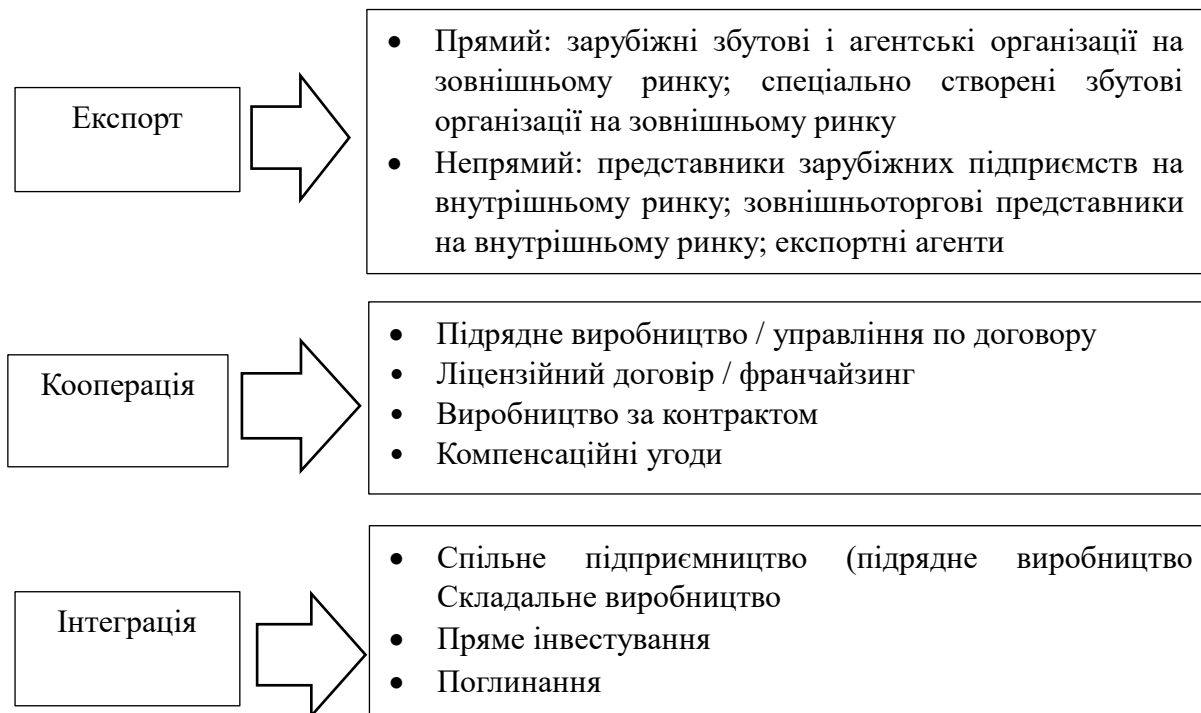 Експорт
• Прямий: зарубіжні збутові і агентські організації на
зовнішньому ринку; спеціально створені збутові
організації на зовнішньому ринку
• Непрямий: представники зарубіжних підприємств на
внутрішньому ринку; зовнішньоторгові представники
на внутрішньому ринку; експортні агенти
Кооперація
• Підрядне виробництво / управління по договору
• Ліцензійний договір / франчайзинг
• Виробництво за контрактом
• Компенсаційні угоди
Інтеграція
• Спільне підприємництво (підрядне виробництво
Складальне виробництво
• Пряме інвестування
• Поглинання